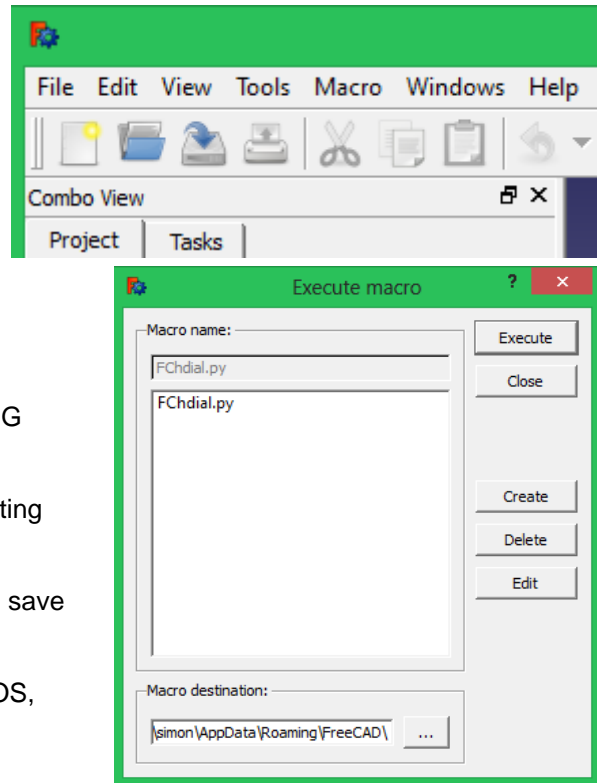 File Edit View Tools Macro Windows Help
Combo View
Project Tasks
Execute macro ? ×
Macro name:
FChdial.py
FChdial.py
Execute
Close
Create
Delete
Edit
Macro destination:
\simon\AppData\Roaming\FreeCAD\ ...
G
ting
save
OS,